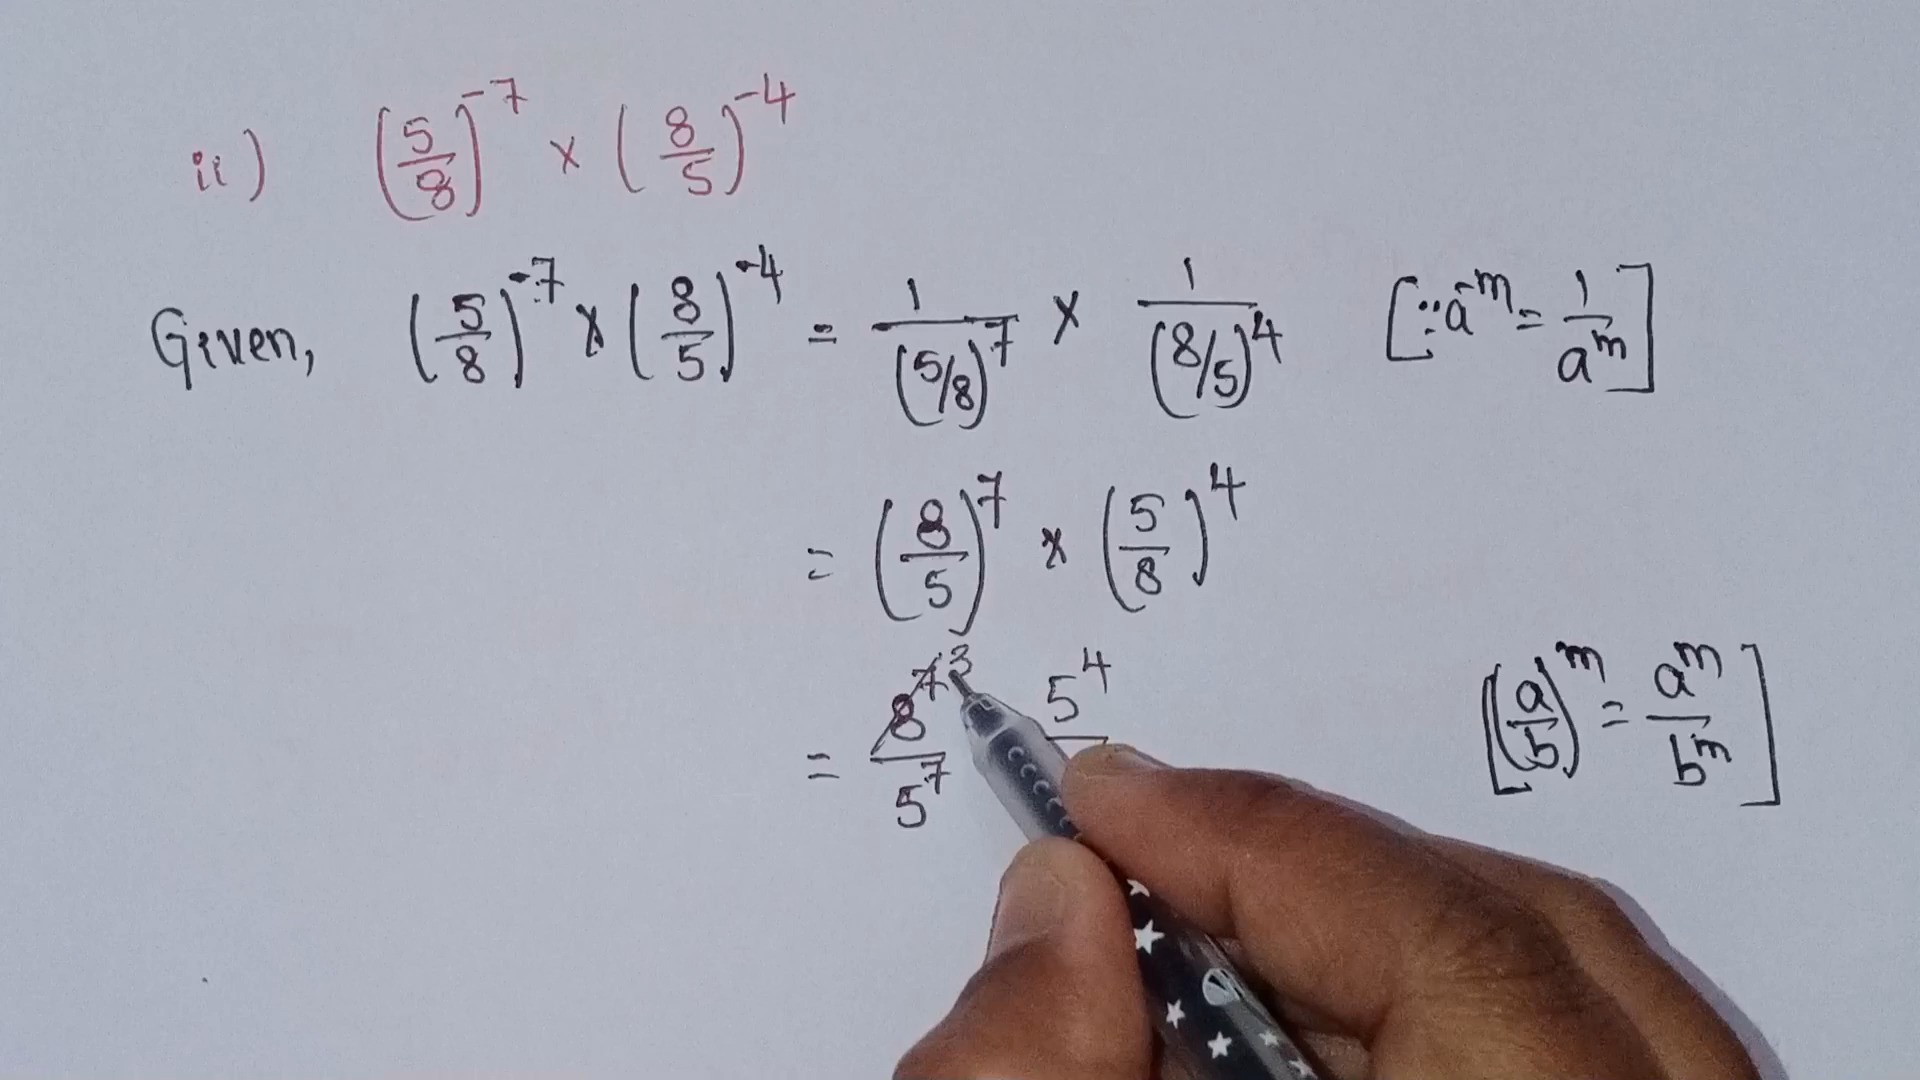 ii) (5/8)^-7 × (8/5)^-4
Given, (5/8)^-7 × (8/5)^-4 = 1/(5/8)^7 × 1/(8/5)^4 [∵ a^-m = 1/a^m]
= (8/5)^7 × (5/8)^4
= 8^7 3/5^7 5^4 [(a/b)^m = a^m/b^m]